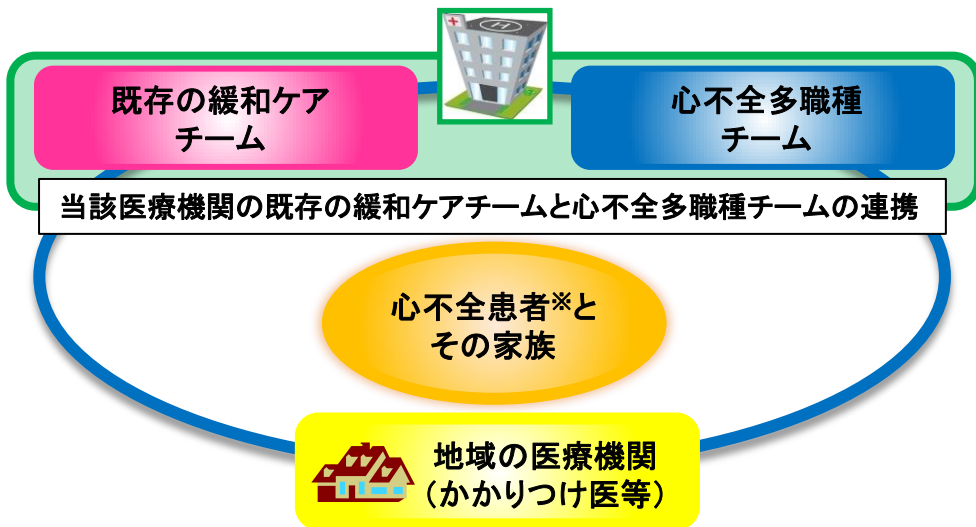 既存の緩和ケア
チーム
心不全多職種
チーム
当該医療機関の既存の緩和ケアチームと心不全多職種チームの連携
心不全患者※と
その家族
地域の医療機関
（かかりつけ医等）